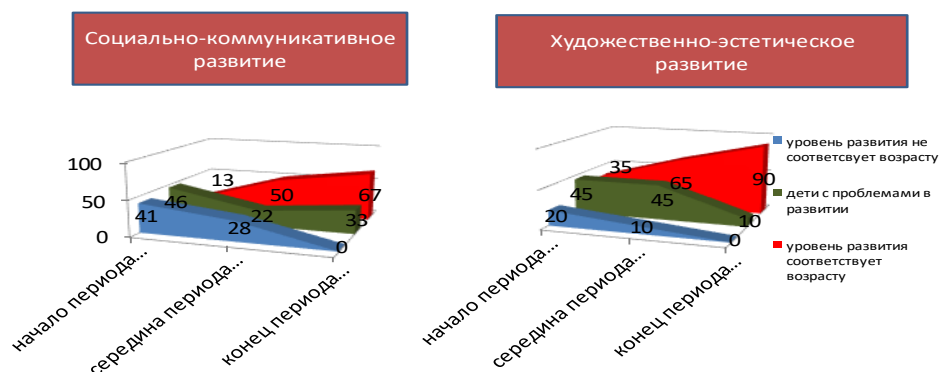 Социально-коммуникативное
развитие
Художественно-эстетическое
развитие
100
50
0
13
50
67
46
22
33
41
28
0
начало периода...
середина периода...
конец периода...
35
65
90
45
45
10
20
10
0
начало периода...
середина периода...
конец периода...
уровень развития не
соответсвует возрасту
дети с проблемами в
развитии
уровень развития
соответствует
возрасту